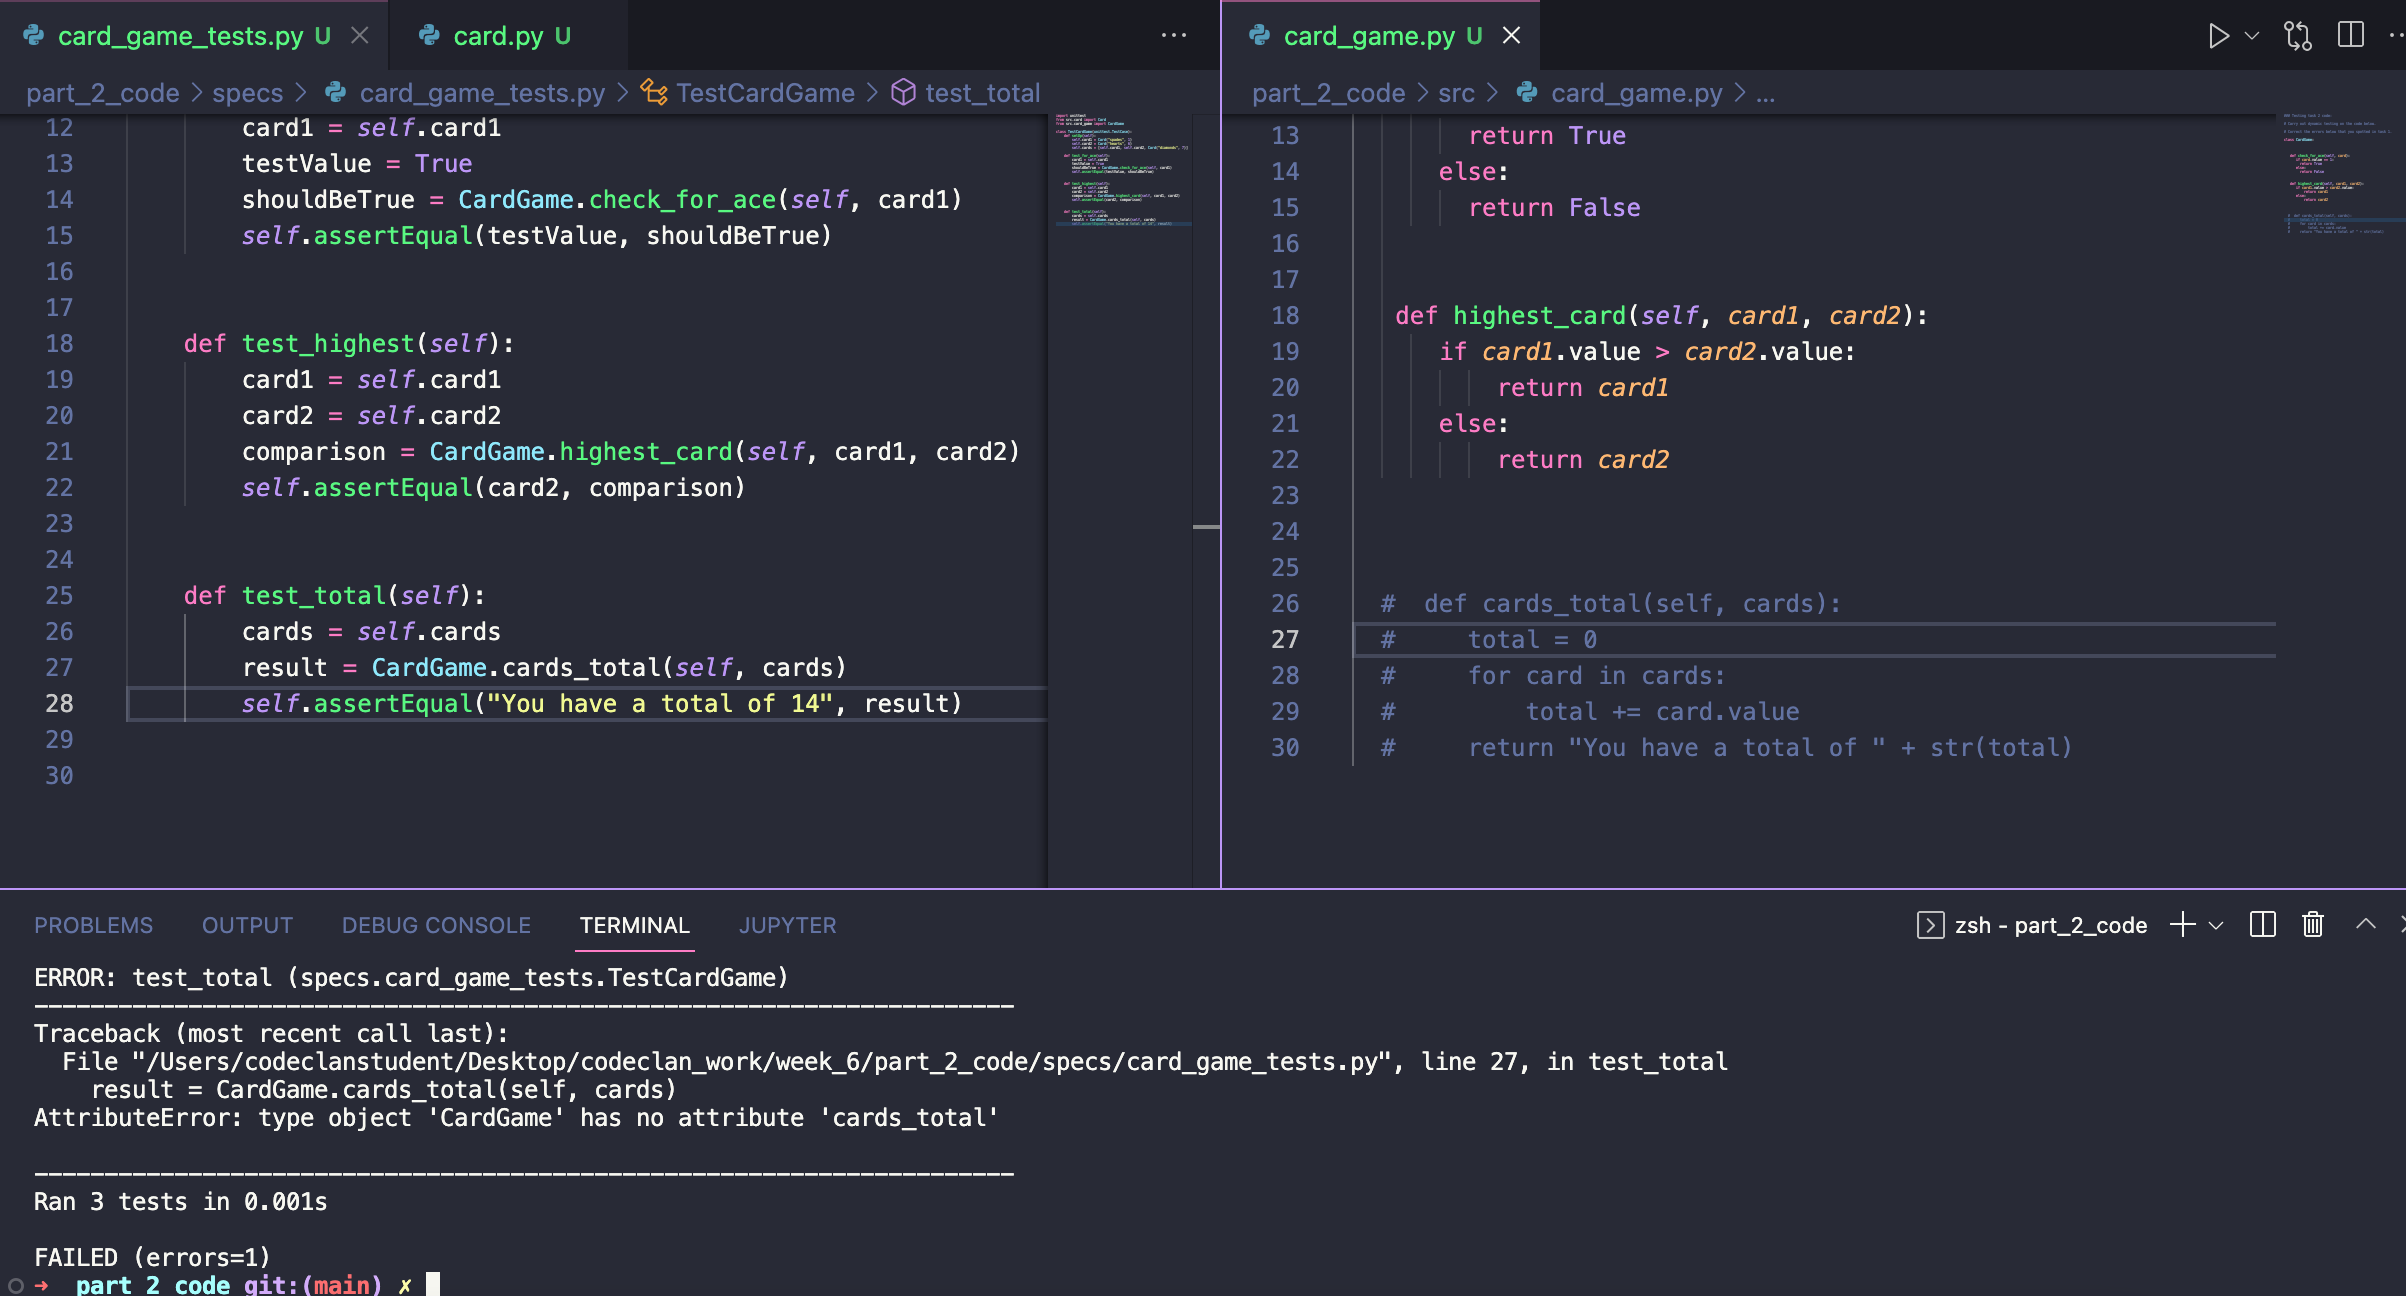 card_game_tests.py U
card.py U
part_2_code > specs > card_game_tests.py > TestCardGame > test_total
12 card1 = self.card1
13 testValue = True
14 shouldBeTrue = CardGame.check_for_ace(self, card1)
15 self.assertEqual(testValue, shouldBeTrue)
16
17
18 def test_highest(self):
19 card1 = self.card1
20 card2 = self.card2
21 comparison = CardGame.highest_card(self, card1, card2)
22 self.assertEqual(card2, comparison)
23
24
25 def test_total(self):
26 cards = self.cards
27 result = CardGame.cards_total(self, cards)
28 self.assertEqual("You have a total of 14", result)
29
30
card_game.py U
part_2_code > src > card_game.py > ...
13 return True
14 else:
15 return False
16
17
18 def highest_card(self, card1, card2):
19 if card1.value > card2.value:
20 return card1
21 else:
22 return card2
23
24
25
26 # def cards_total(self, cards):
27 # total = 0
28 # for card in cards:
29 # total += card.value
30 # return "You have a total of " + str(total)
PROBLEMS OUTPUT DEBUG CONSOLE TERMINAL JUPYTER
zsh - part_2_code
ERROR: test_total (specs.card_game_tests.TestCardGame)
----------------------------------------------------------------------
Traceback (most recent call last):
File "/Users/codeclanstudent/Desktop/codeclan_work/week_6/part_2_code/specs/card_game_tests.py", line 27, in test_total
result = CardGame.cards_total(self, cards)
AttributeError: type object 'CardGame' has no attribute 'cards_total'
----------------------------------------------------------------------
Ran 3 tests in 0.001s
FAILED (errors=1)
→ part_2_code git:(main) ✗